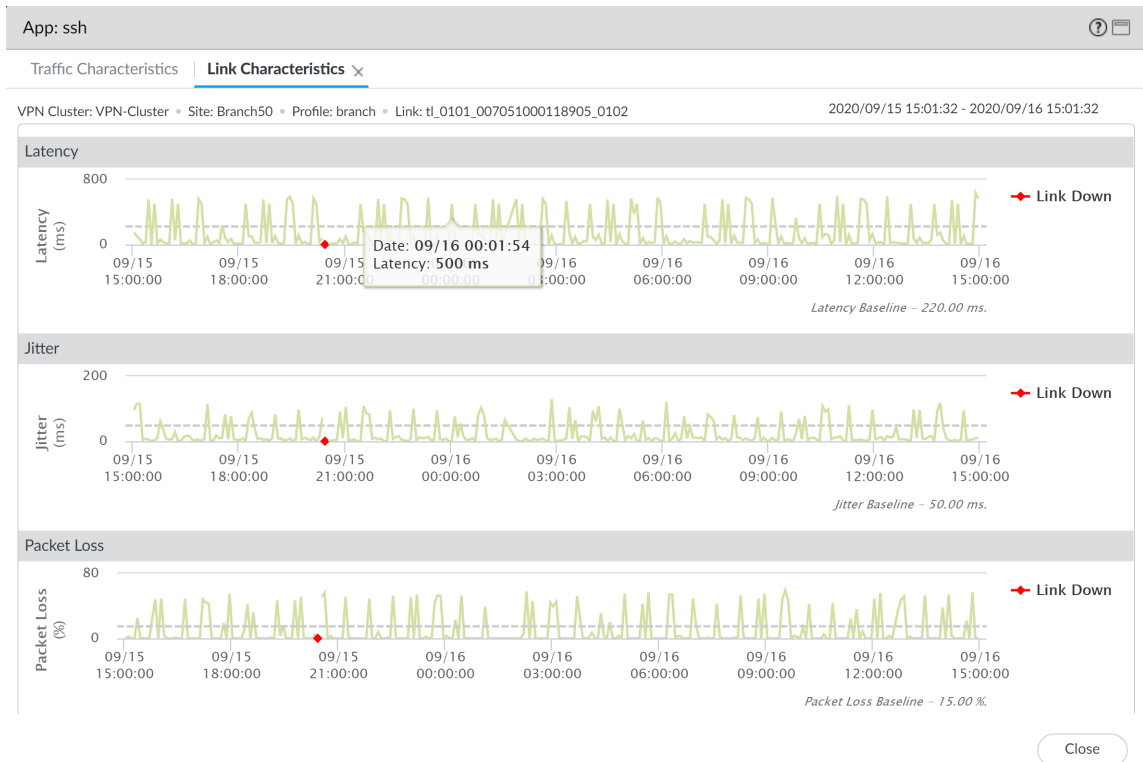 App: ssh
Traffic Characteristics Link Characteristics
VPN Cluster: VPN-Cluster • Site: Branch50 • Profile: branch • Link: tl_0101_007051000118905_0102 2020/09/15 15:01:32 - 2020/09/16 15:01:32
Latency
Latency
(ms)
800
0
Link Down
Date: 09/16 00:01:54
Latency: 500 ms
09/15 09/15 09/15 09/16 09/16 09/16 09/16 09/16
15:00:00 18:00:00 21:00:00 00:00:00 03:00:00 06:00:00 09:00:00 12:00:00 15:00:00
Latency Baseline – 220.00 ms.
Jitter
Jitter
(ms)
200
0
Link Down
09/15 09/15 09/15 09/16 09/16 09/16 09/16 09/16 09/16
15:00:00 18:00:00 21:00:00 00:00:00 03:00:00 06:00:00 09:00:00 12:00:00 15:00:00
Jitter Baseline – 50.00 ms.
Packet Loss
Packet Loss
(%)
80
0
Link Down
09/15 09/15 09/15 09/16 09/16 09/16 09/16 09/16 09/16
15:00:00 18:00:00 21:00:00 00:00:00 03:00:00 06:00:00 09:00:00 12:00:00 15:00:00
Packet Loss Baseline – 15.00 %.
Close